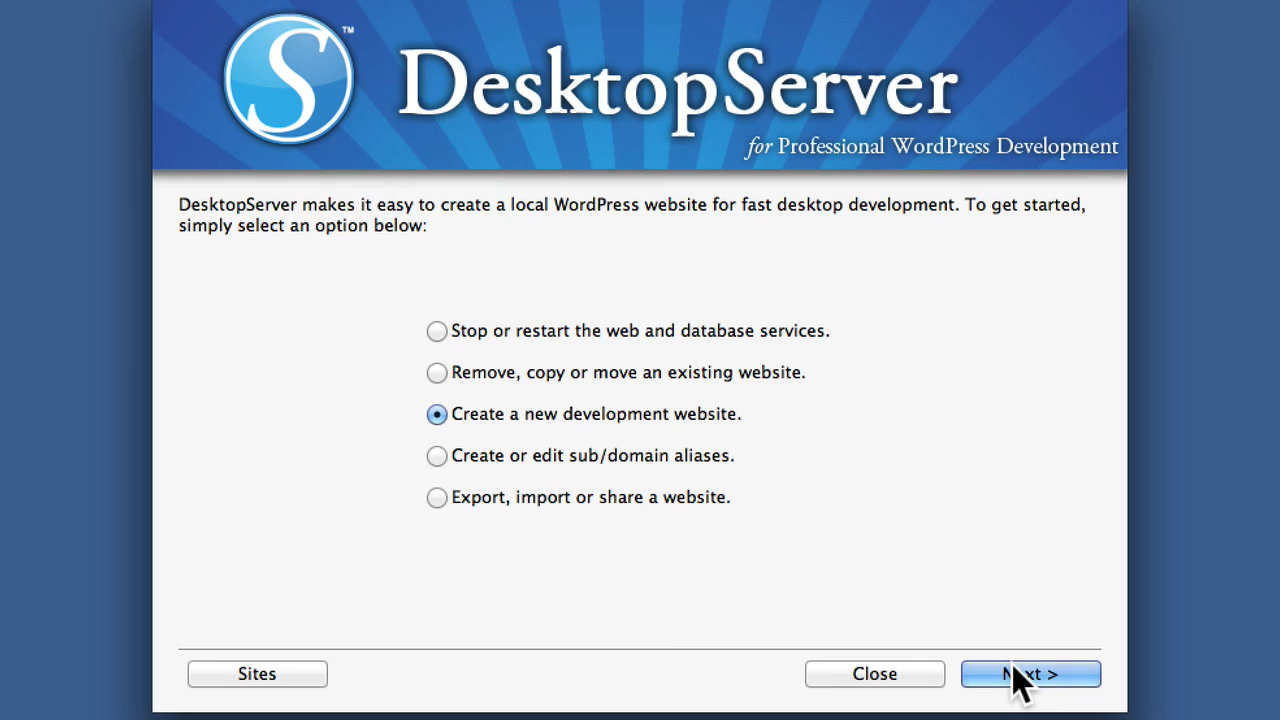 S ™
DesktopServer
for Professional WordPress Development
DesktopServer makes it easy to create a local WordPress website for fast desktop development. To get started,
simply select an option below:
Stop or restart the web and database services.
Remove, copy or move an existing website.
Create a new development website.
Create or edit sub/domain aliases.
Export, import or share a website.
Sites
Close
Next >